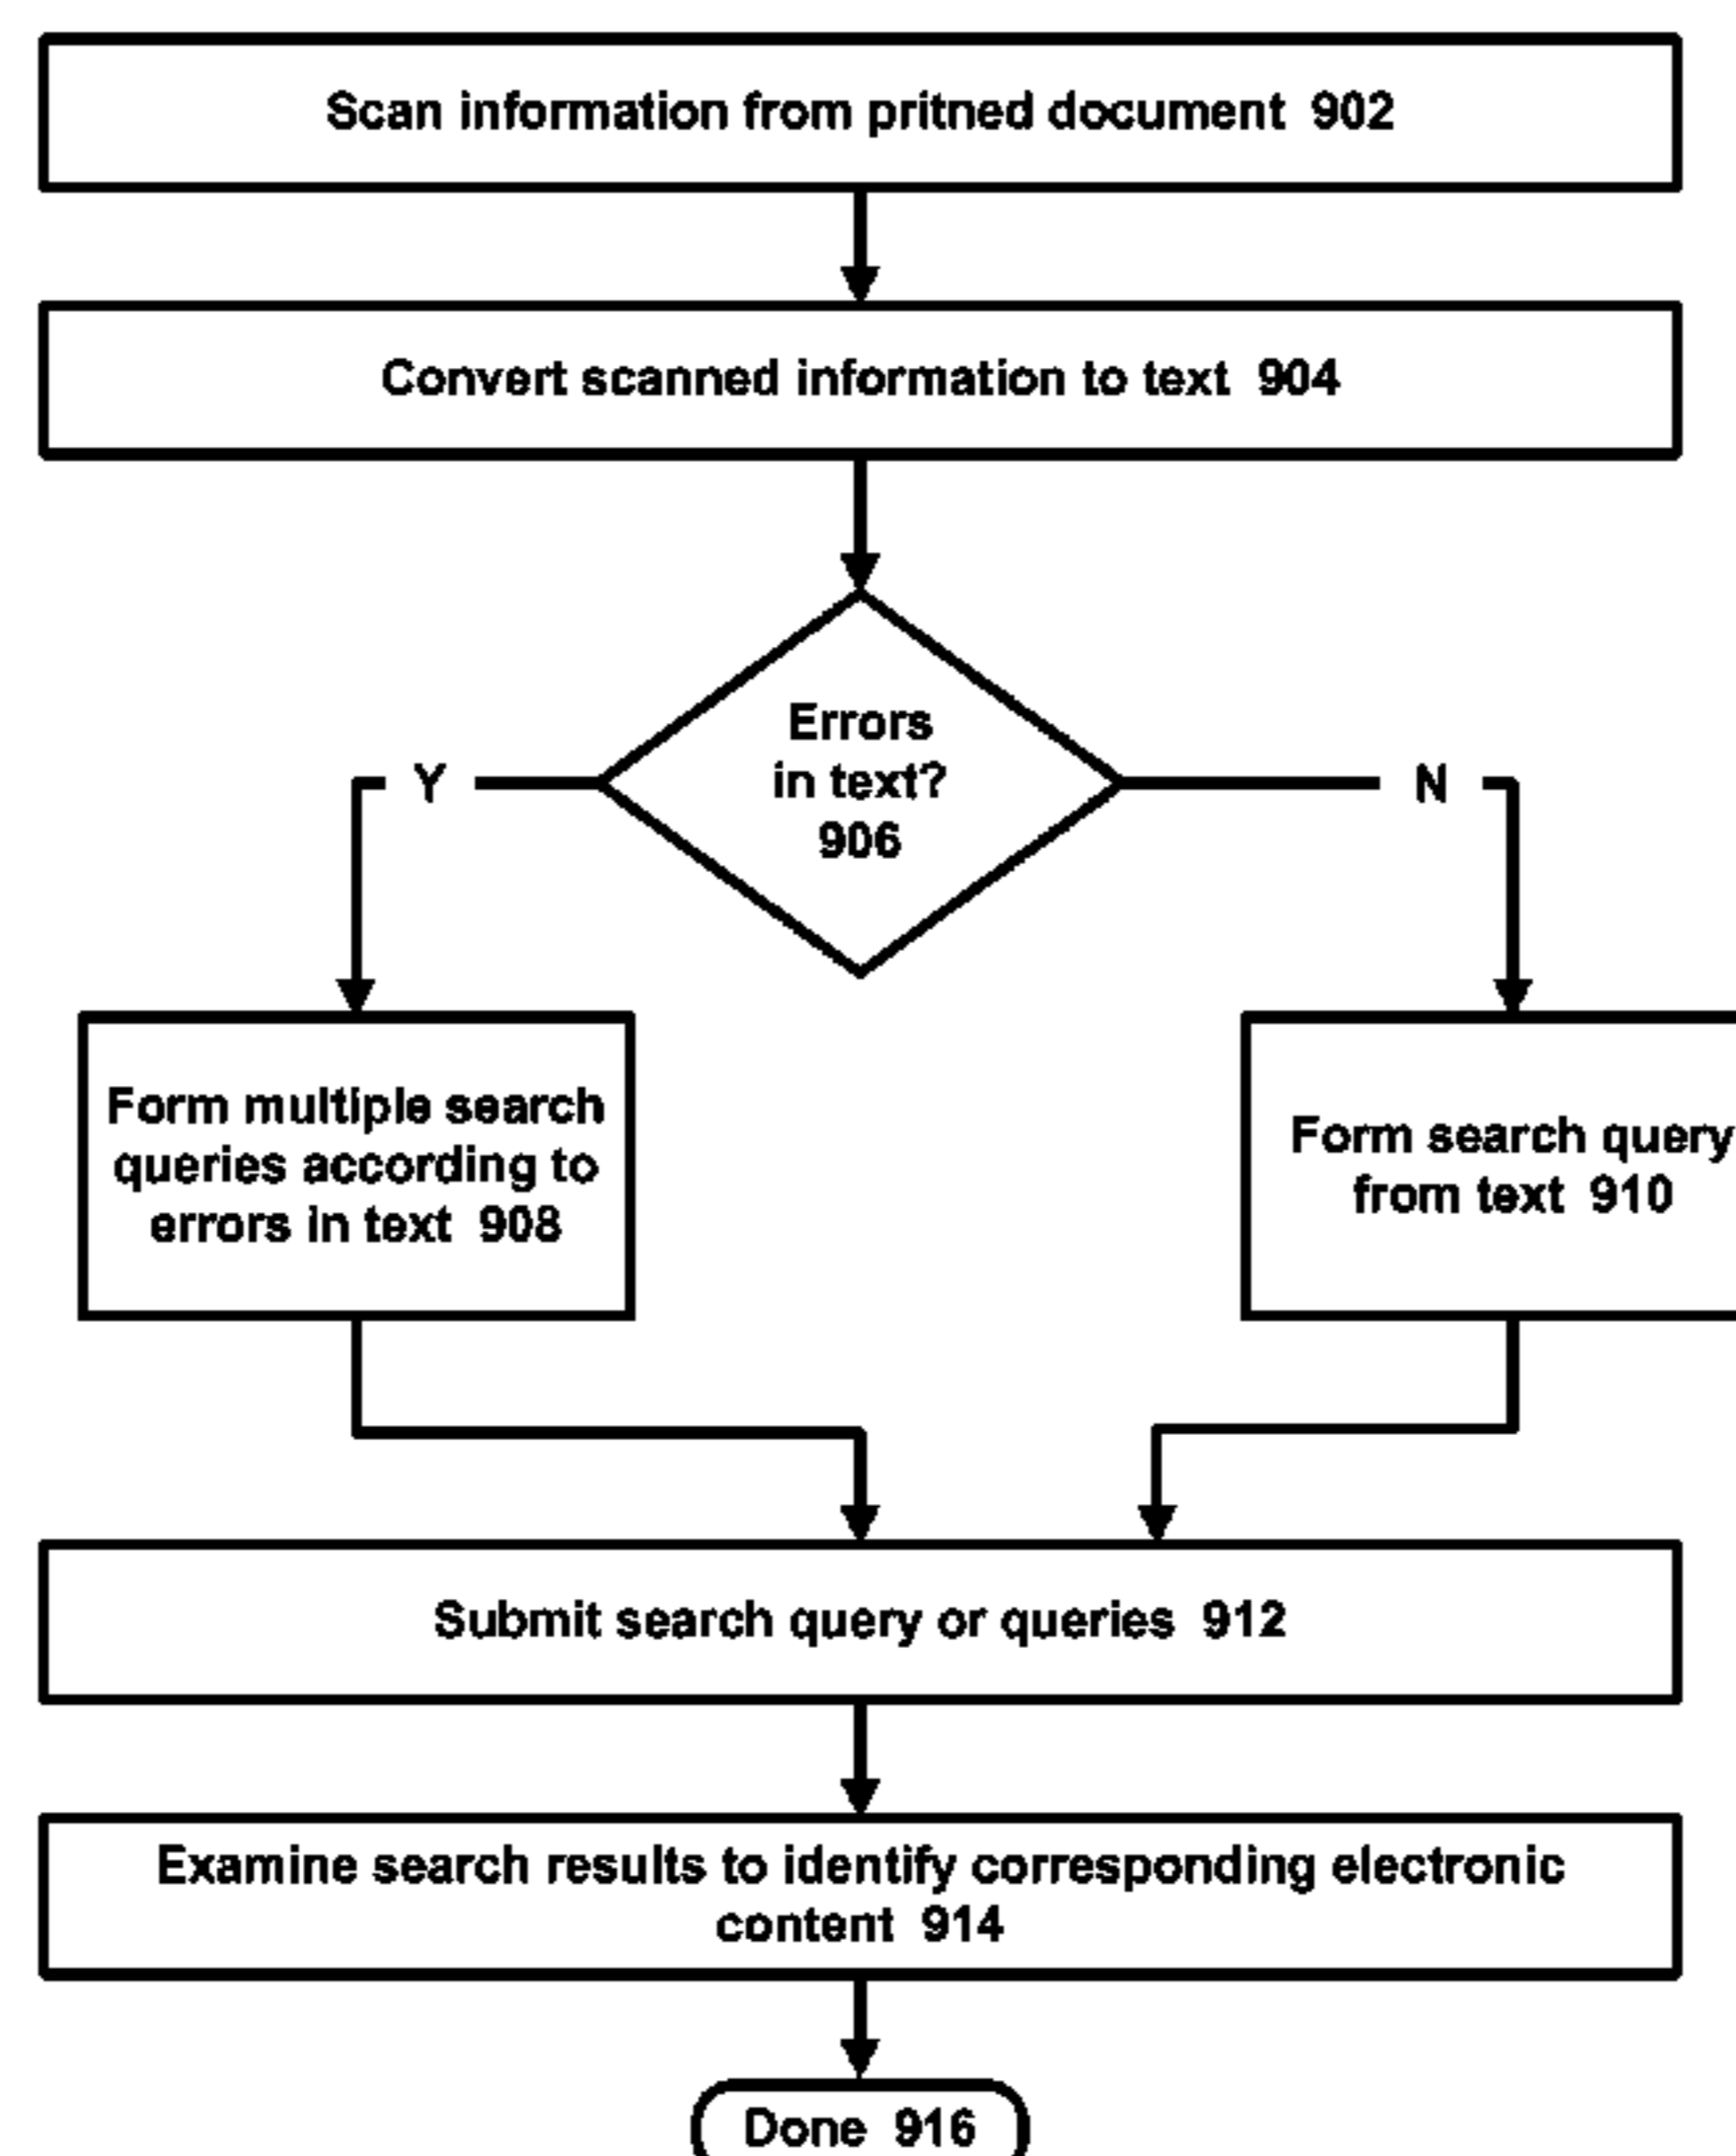 Scan information from pritned document 902
Convert scanned information to text 904
Errors
in text?
906
Y
N
Form multiple search
queries according to
errors in text 908
Form search query
from text 910
Submit search query or queries 912
Examine search results to identify corresponding electronic
content 914
Done 916